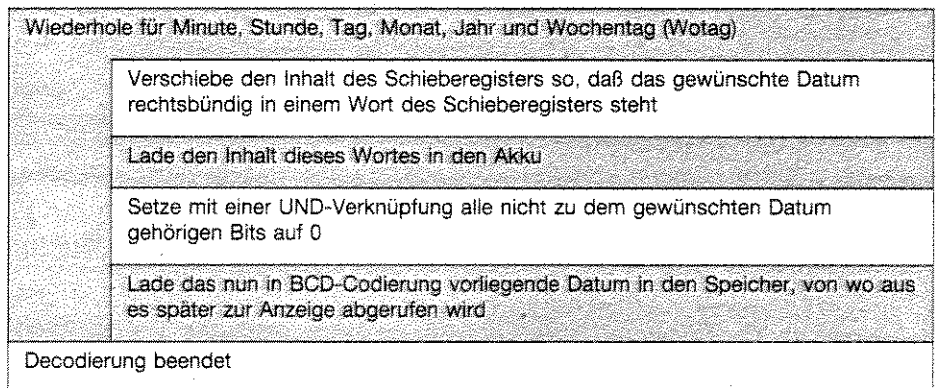 Wiederhole für Minute, Stunde, Tag, Monat, Jahr und Wochentag (Wotag)
Verschiebe den Inhalt des Schieberegisters so, daß das gewünschte Datum
rechtsbündig in einem Wort des Schieberegisters steht
Lade den Inhalt dieses Wortes in den Akku
Setze mit einer UND-Verknüpfung alle nicht zu dem gewünschten Datum
gehörigen Bits auf 0
Lade das nun in BCD-Codierung vorliegende Datum in den Speicher, von wo aus
es später zur Anzeige abgerufen wird
Decodierung beendet